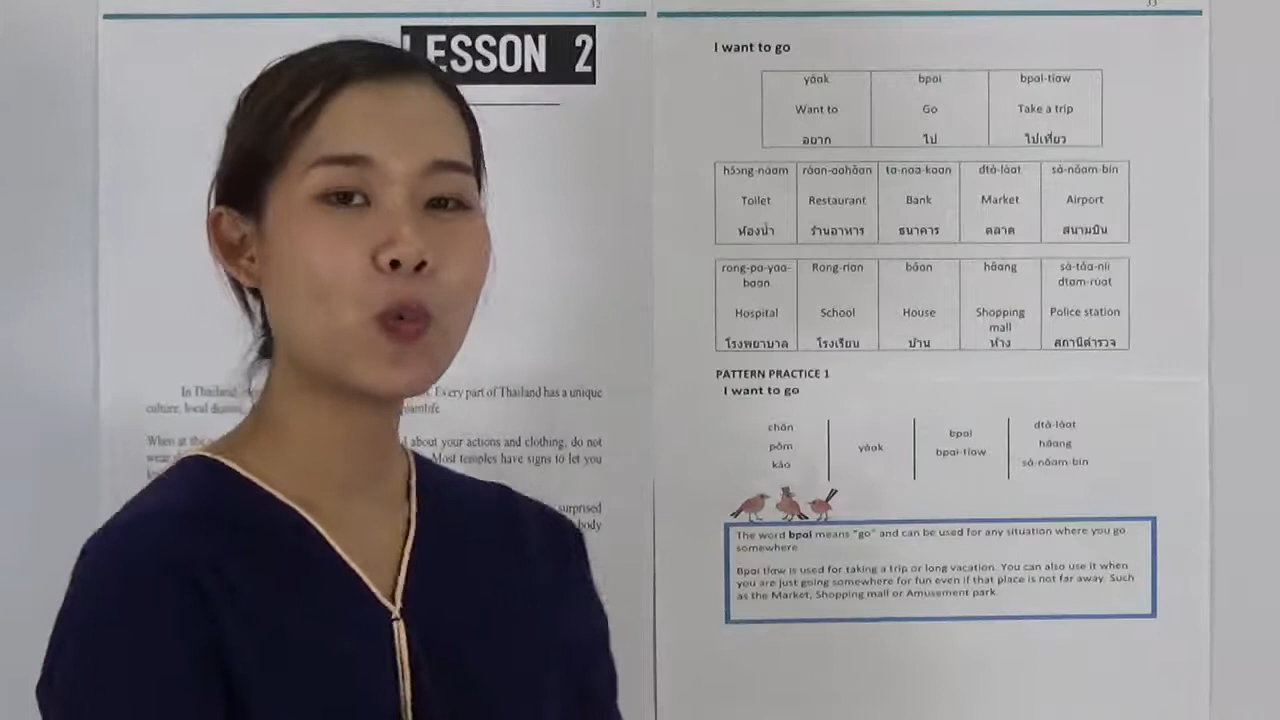 32
LESSON 2
In Thailand, Every part of Thailand has a unique
culture, local
When at the about your actions and clothing, do not
Most temples have signs to let you
surprised
body
33
I want to go
yàak bpai bpai-tîaw
Want to Go Take a trip
อยาก ไป ไปเที่ยว
hɔ̂ɔng-náam ráan-aahǎan ta-naa-kaan dtà-làat sà-nǎam-bin
Toilet Restaurant Bank Market Airport
ห้องน้ำ ร้านอาหาร ธนาคาร ตลาด สนามบิน
rong-pa-yaa- Rong-rian bâan hâang sà-tǎa-nii
baan dtam-rùat
Hospital School House Shopping Police station
mall
โรงพยาบาล โรงเรียน บ้าน ห้าง สถานีตำรวจ
PATTERN PRACTICE 1
I want to go
chǎn dtà-làat
bpai
pǒm yàak hâang
bpai-tîaw
káo sà-nǎam-bin
The word bpai means "go" and can be used for any situation where you go
somewhere
Bpai tîaw is used for taking a trip or long vacation. You can also use it when
you are just going somewhere for fun even if that place is not far away. Such
as the Market, Shopping mall or Amusement park.